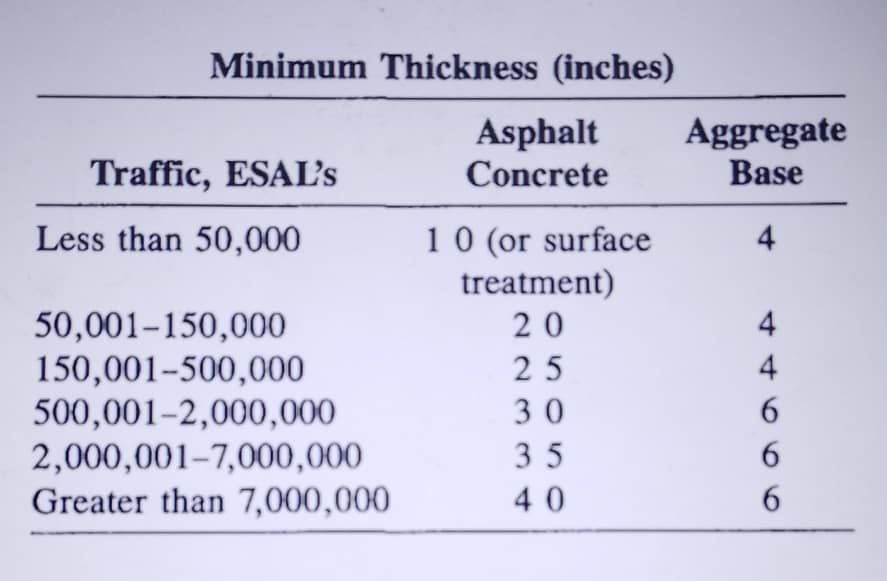 Minimum Thickness (inches)
Traffic, ESAL's Asphalt Concrete Aggregate Base
Less than 50,000 1 0 (or surface treatment) 4
50,001–150,000 2 0 4
150,001–500,000 2 5 4
500,001–2,000,000 3 0 6
2,000,001–7,000,000 3 5 6
Greater than 7,000,000 4 0 6